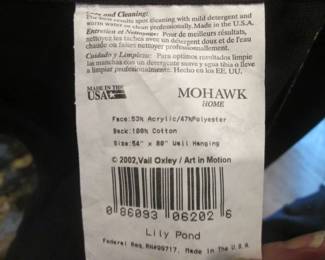 Care and Cleaning:
For best results spot cleaning with mild detergent and
warm water or clean professionally. Made in the U.S.A.
Entretien et Nettoyage: Pour de meilleurs résultats,
nettoyez les taches avec un détergent doux et de l'eau
chaude ou faites nettoyer professionnellement.
Cuidado y Limpieza: Para optimos resultados limpie
las manchas con un detergente suave y agua tibia o lleve
a limpiar profesionalmente. Hecho en los EE. UU.
MADE IN THE
USA
MOHAWK
HOME
Face:53% Acrylic/47%Polyester
Back:100% Cotton
Size:54" x 80" Wall Hanging
© 2002,Vail Oxley / Art in Motion
0 86093 06202 6
Lily Pond
Federal Reg.RN#99717. Made In The U.S.A.